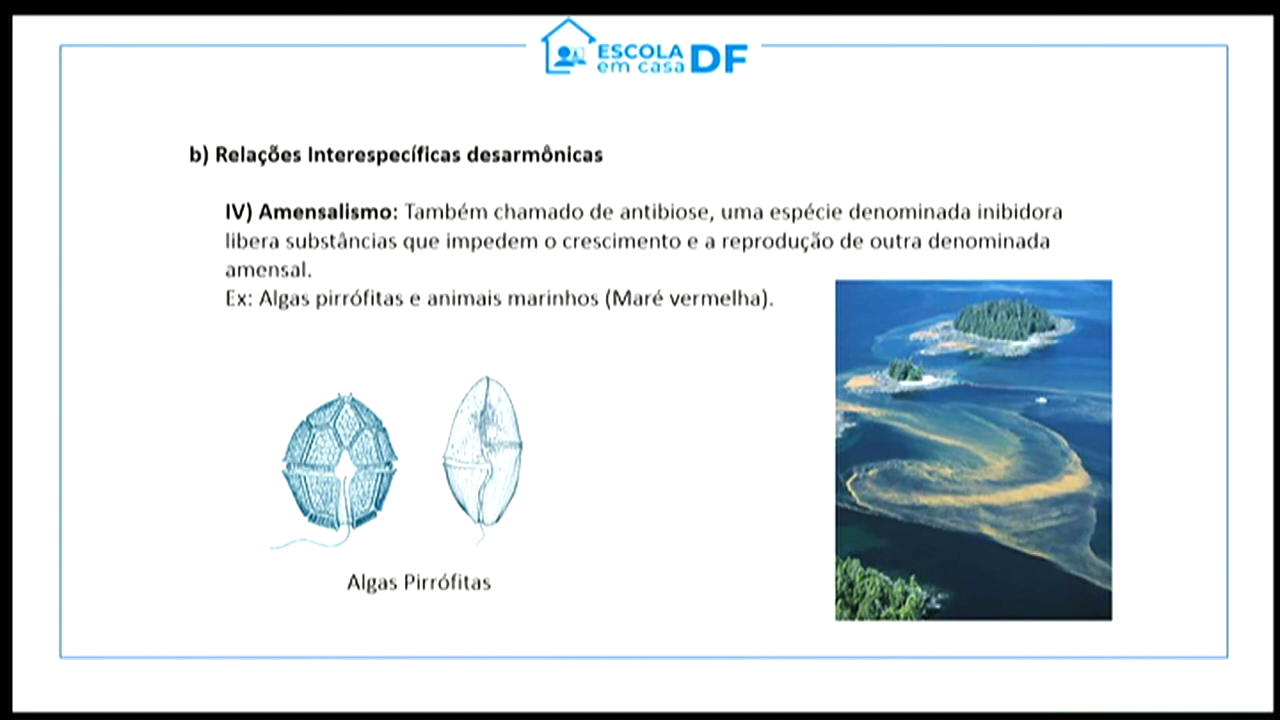 ESCOLA
em casa DF
b) Relações Interespecíficas desarmônicas
IV) Amensalismo: Também chamado de antibiose, uma espécie denominada inibidora
libera substâncias que impedem o crescimento e a reprodução de outra denominada
amensal.
Ex: Algas pirrófitas e animais marinhos (Maré vermelha).
Algas Pirrófitas